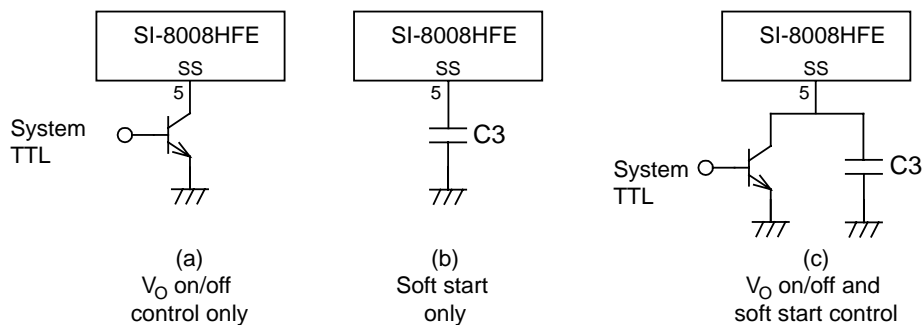 SI-8008HFE
SS
5
System
TTL
(a)
VO on/off
control only
SI-8008HFE
SS
5
C3
(b)
Soft start
only
SI-8008HFE
SS
5
System
TTL
C3
(c)
VO on/off and
soft start control